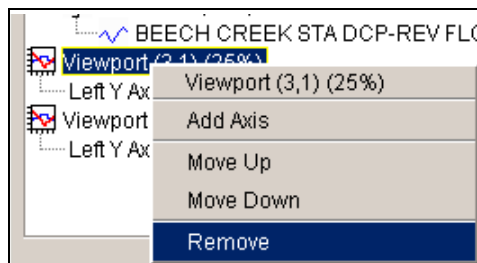 BEECH CREEK STA DCP-REV FLO
Viewport (3,1) (25%)
Viewport (3,1) (25%)
Left Y Ax
Add Axis
Viewport
Left Y Ax
Move Up
Move Down
Remove